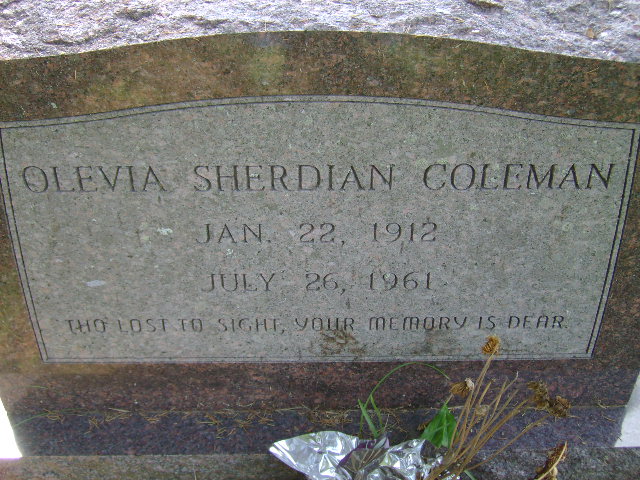 OLEVIA SHERDIAN COLEMAN
JAN. 22, 1912
JULY 26, 1961
THO LOST TO SIGHT, YOUR MEMORY IS DEAR.